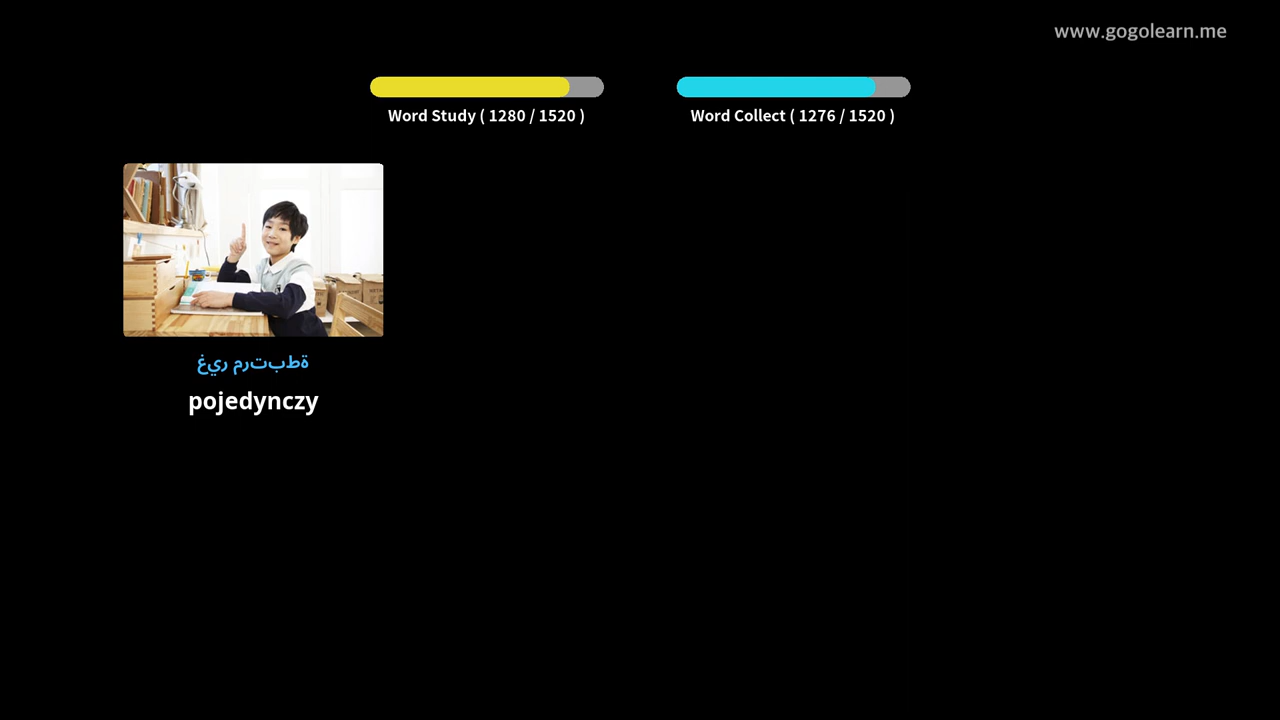 www.gogolearn.me
Word Study ( 1280 / 1520 )
Word Collect ( 1276 / 1520 )
غير مرتبطة
pojedynczy